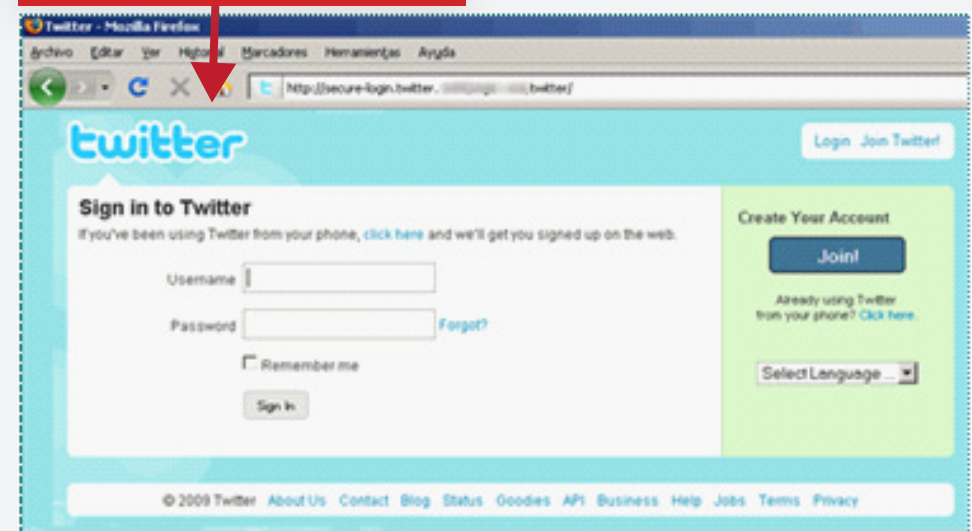 Twitter - Mozilla Firefox
Archivo Editar Ver Historial Marcadores Herramientas Ayuda
http://secure-login.twitter. .twitter/
twitter
Login Join Twitter!
Sign in to Twitter
If you've been using Twitter from your phone, click here and we'll get you signed up on the web.
Username
Password
Forgot?
Remember me
Sign In
Create Your Account
Join!
Already using Twitter
from your phone? Click here.
Select Language ...
© 2009 Twitter About Us Contact Blog Status Goodies API Business Help Jobs Terms Privacy